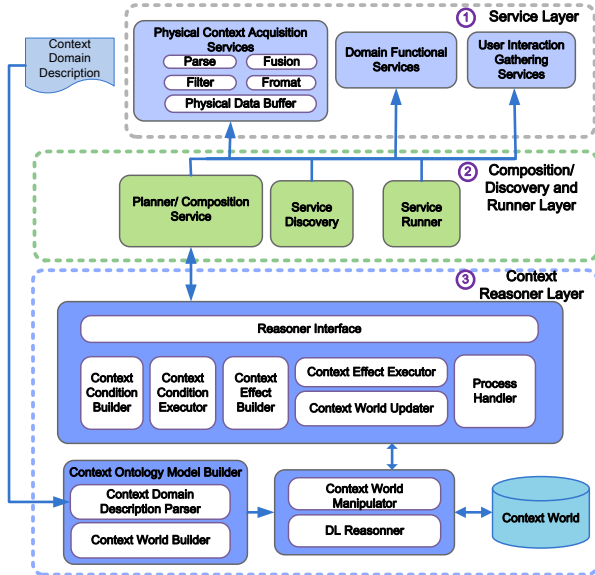 Context
Domain
Description
1 Service Layer
Physical Context Acquisition
Services
Parse
Fusion
Filter
Fromat
Physical Data Buffer
Domain Functional
Services
User Interaction
Gathering
Services
2 Composition/
Discovery and
Runner Layer
Planner/ Composition
Service
Service
Discovery
Service
Runner
3 Context
Reasoner Layer
Reasoner Interface
Context
Condition
Builder
Context
Condition
Executor
Context
Effect
Builder
Context Effect Executor
Context World Updater
Process
Handler
Context Ontology Model Builder
Context Domain
Description Parser
Context World Builder
Context World
Manipulator
DL Reasonner
Context World